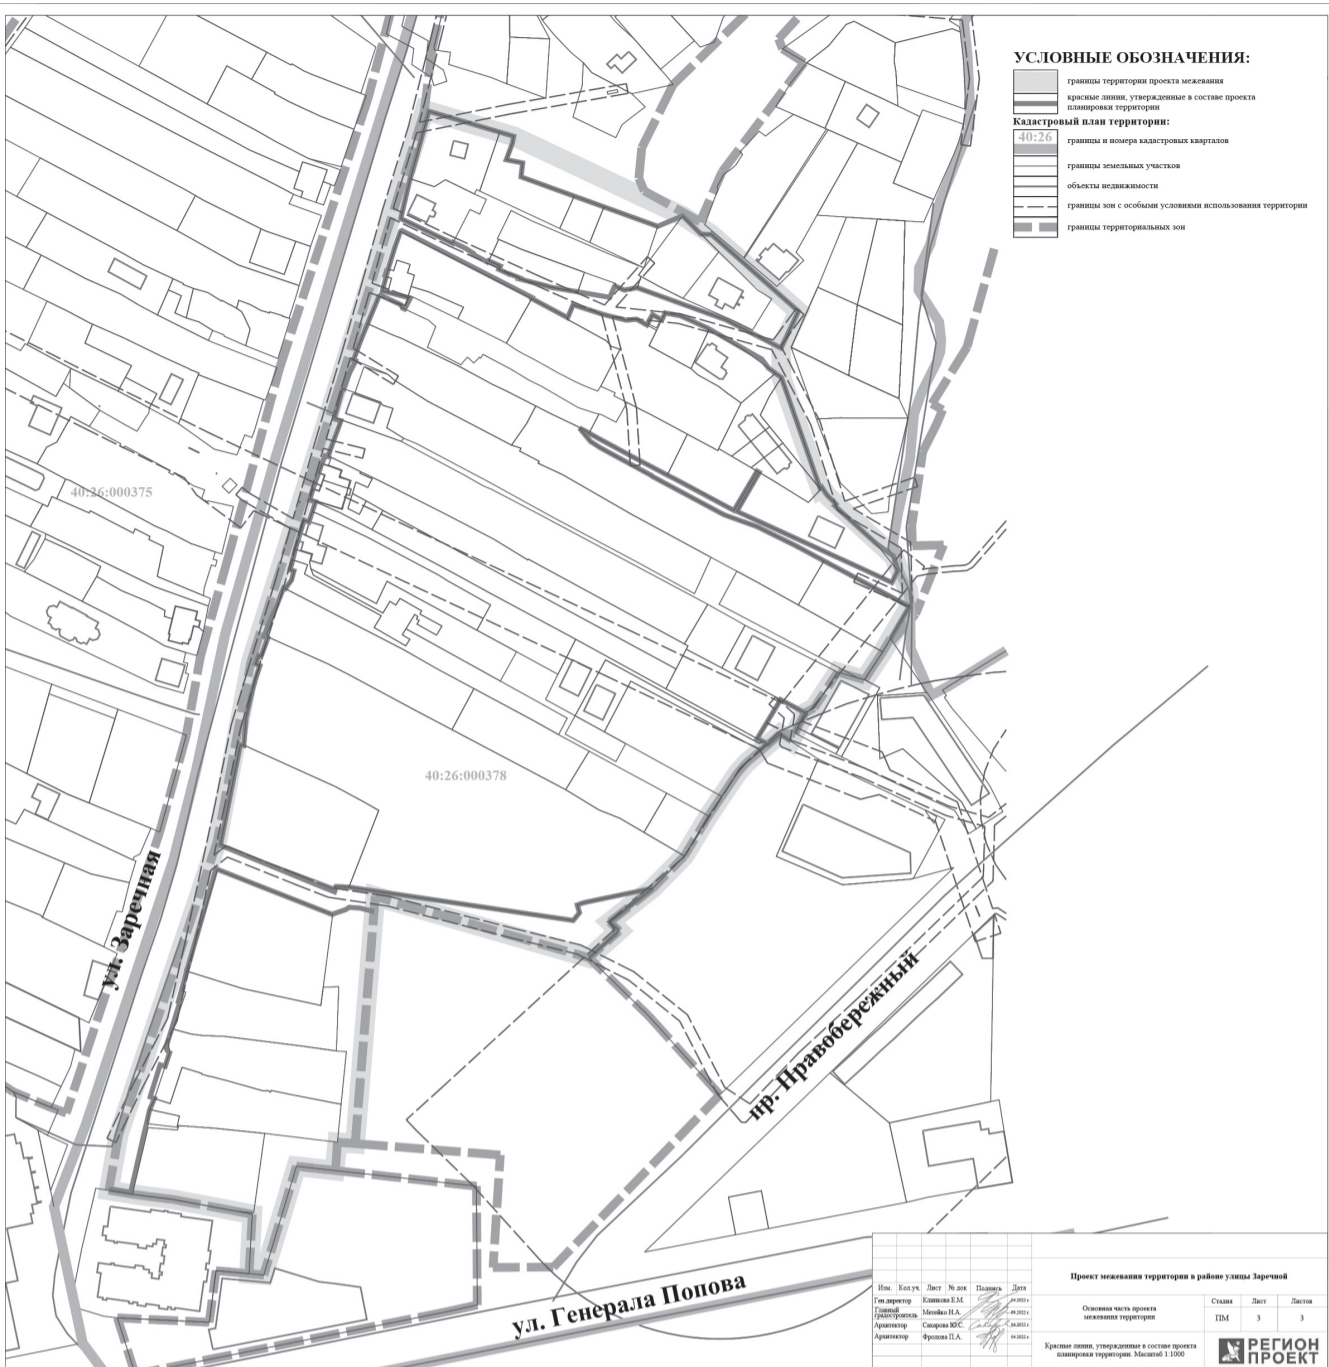 УСЛОВНЫЕ ОБОЗНАЧЕНИЯ:
границы территории проекта межевания
красные линии, утвержденные в составе проекта
планировки территории
Кадастровый план территории:
40:26
границы и номера кадастровых кварталов
границы земельных участков
объекты недвижимости
границы зон с особыми условиями использования территории
границы территориальных зон
40:26:000375
40:26:000378
ул. Заречная
пр. Правобережный
ул. Генерала Попова
Изм. Кол.уч. Лист № док Подпись Дата
Ген.директор Климкова Е.М.
Главный
градостроитель
Архитектор Сахарова Ю.С.
Архитектор Фролова П.А.
Проект межевания территории в районе улицы Заречной
Основная часть проекта
межевания территории
Стадия Лист Листов
ПМ 3 3
Красные линии, утвержденные в составе проекта
планировки территории. Масштаб 1:1000
РЕГИОН
ПРОЕКТ